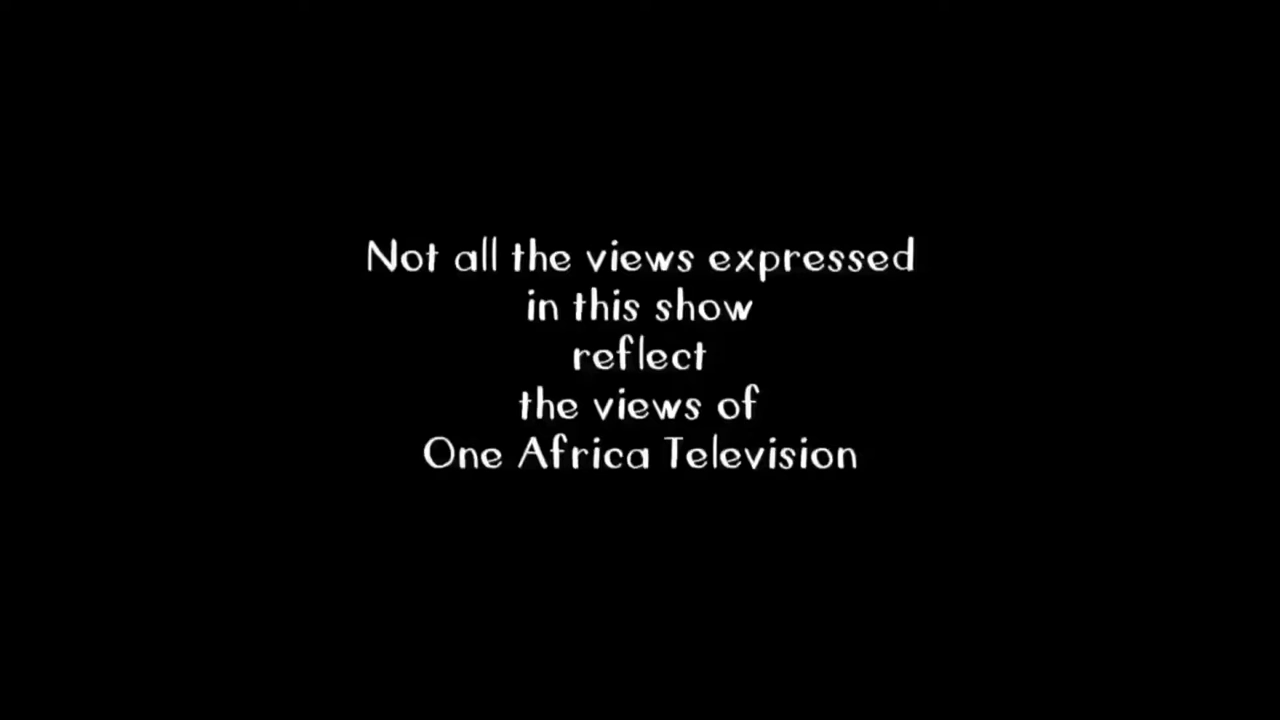 Not all the views expressed
in this show
reflect
the views of
One Africa Television